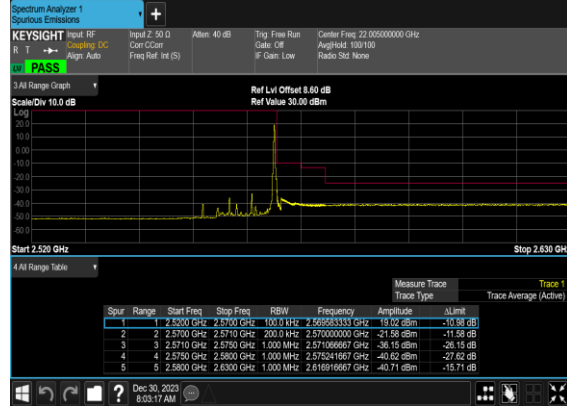 Spectrum Analyzer 1
Spurious Emissions
KEYSIGHT Input: RF Input Z: 50 Ω Atten: 40 dB Trig: Free Run Center Freq: 22.005000000 GHz
R T Coupling: DC Corr CCorr Gate: Off Avg|Hold: 100/100
Align: Auto Freq Ref: Int (S) IF Gain: Low Radio Std: None
LW PASS
3 All Range Graph
Ref Lvl Offset 8.60 dB
Scale/Div 10.0 dB Ref Value 30.00 dBm
Log
20.0
10.0
0.00
-10.0
-20.0
-30.0
-40.0
-50.0
-60.0
Start 2.520 GHz Stop 2.630 GHz
4 All Range Table
Measure Trace Trace 1
Trace Type Trace Average (Active)
Spur Range Start Freq Stop Freq RBW Frequency Amplitude ΔLimit
1 1 2.5200 GHz 2.5700 GHz 100.0 kHz 2.569583333 GHz 19.02 dBm -10.98 dB
2 2 2.5700 GHz 2.5710 GHz 200.0 kHz 2.570000000 GHz -21.58 dBm -11.58 dB
3 3 2.5710 GHz 2.5750 GHz 1.000 MHz 2.571066667 GHz -36.15 dBm -26.15 dB
4 4 2.5750 GHz 2.5800 GHz 1.000 MHz 2.575241667 GHz -40.62 dBm -27.62 dB
5 5 2.5800 GHz 2.6300 GHz 1.000 MHz 2.616916667 GHz -40.71 dBm -15.71 dB
Dec 30, 2023
8:03:17 AM